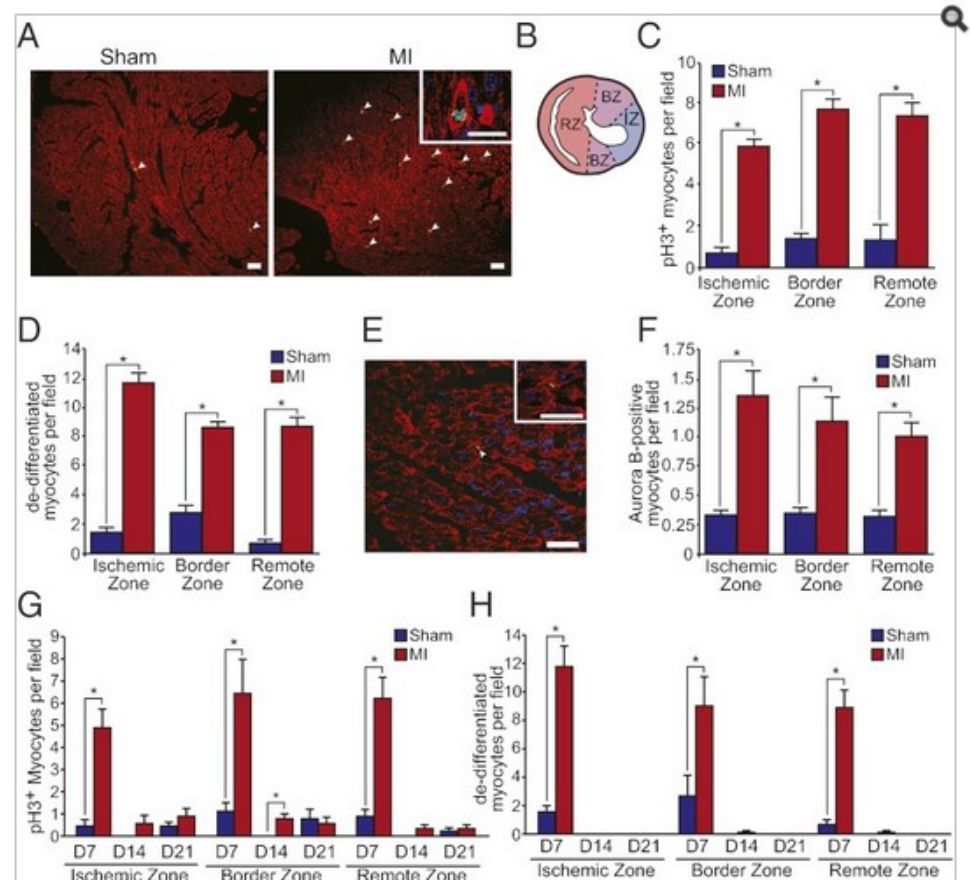 A
Sham
MI
B
RZ
BZ
IZ
BZ
C
10
8
6
4
2
0
pH3+ myocytes per field
Sham
MI
*
*
*
Ischemic Zone
Border Zone
Remote Zone
D
14
12
10
8
6
4
2
0
de-differentiated
myocytes per field
Sham
MI
*
*
*
Ischemic Zone
Border Zone
Remote Zone
E
F
1.75
1.5
1.25
1.0
0.75
0.5
0.25
0
Aurora B-positive
myocytes per field
Sham
MI
*
*
*
Ischemic Zone
Border Zone
Remote Zone
G
9
8
7
6
5
4
3
2
1
0
pH3+ Myocytes per field
Sham
MI
*
*
*
*
D7 D14 D21 D7 D14 D21 D7 D14 D21
Ischemic Zone Border Zone Remote Zone
H
14
12
10
8
6
4
2
0
de-differentiated
myocytes per field
Sham
MI
*
*
*
D7 D14 D21 D7 D14 D21 D7 D14 D21
Ischemic Zone Border Zone Remote Zone